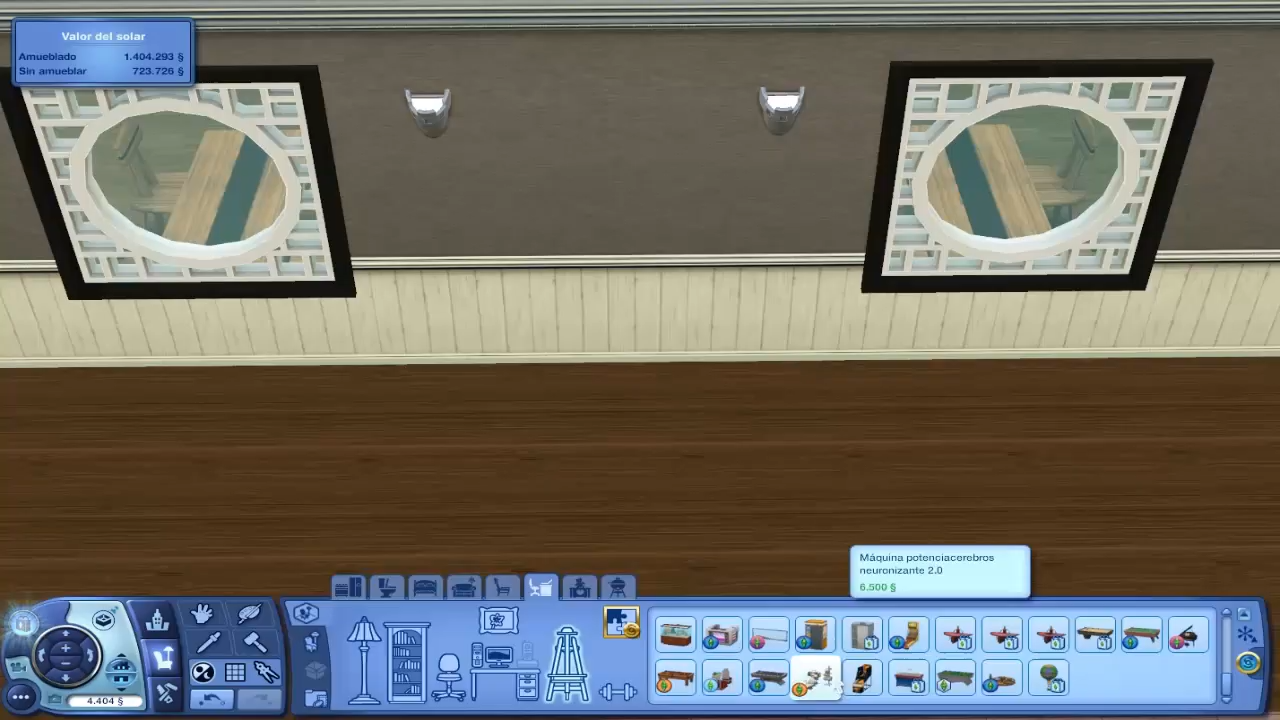 Valor del solar
Amueblado 1.404.293 §
Sin amueblar 723.726 §
Máquina potenciacerebros
neuronizante 2.0
6.500 §
4.404 §